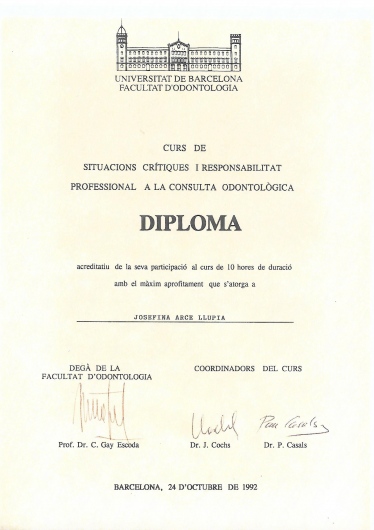 UNIVERSITAT DE BARCELONA
FACULTAT D'ODONTOLOGIA
CURS DE
SITUACIONS CRÍTIQUES I RESPONSABILITAT
PROFESSIONAL A LA CONSULTA ODONTOLÒGICA
DIPLOMA
acreditatiu de la seva participació al curs de 10 hores de duració
amb el màxim aprofitament que s'atorga a
JOSEFINA ARCE LLUPIA
DEGÀ DE LA
FACULTAT D'ODONTOLOGIA
COORDINADORS DEL CURS
Prof. Dr. C. Gay Escoda
Dr. J. Cochs
Dr. P. Casals
BARCELONA, 24 D'OCTUBRE DE 1992